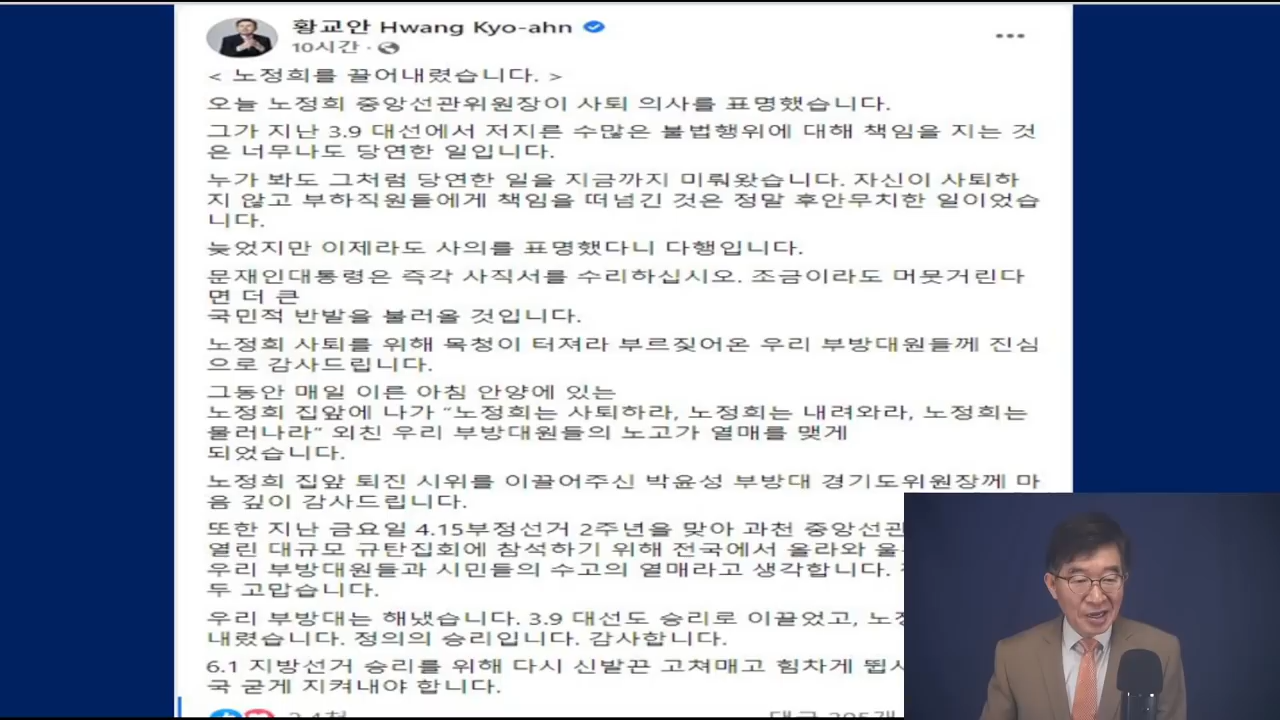 황교안 Hwang Kyo-ahn
10시간 ·
< 노정희를 끌어내렸습니다. >
오늘 노정희 중앙선관위원장이 사퇴 의사를 표명했습니다.
그가 지난 3.9 대선에서 저지른 수많은 불법행위에 대해 책임을 지는 것
은 너무나도 당연한 일입니다.
누가 봐도 그처럼 당연한 일을 지금까지 미뤄왔습니다. 자신이 사퇴하
지 않고 부하직원들에게 책임을 떠넘긴 것은 정말 후안무치한 일이었습
니다.
늦었지만 이제라도 사의를 표명했다니 다행입니다.
문재인대통령은 즉각 사직서를 수리하십시오. 조금이라도 머뭇거린다
면 더 큰
국민적 반발을 불러올 것입니다.
노정희 사퇴를 위해 목청이 터져라 부르짖어온 우리 부방대원들께 진심
으로 감사드립니다.
그동안 매일 이른 아침 안양에 있는
노정희 집앞에 나가 “노정희는 사퇴하라, 노정희는 내려와라, 노정희는
물러나라” 외친 우리 부방대원들의 노고가 열매를 맺게
되었습니다.
노정희 집앞 퇴진 시위를 이끌어주신 박윤성 부방대 경기도위원장께 마
음 깊이 감사드립니다.
또한 지난 금요일 4.15부정선거 2주년을 맞아 과천 중앙선관
열린 대규모 규탄집회에 참석하기 위해 전국에서 올라와
우리 부방대원들과 시민들의 수고의 열매라고 생각합니다.
두 고맙습니다.
우리 부방대는 해냈습니다. 3.9 대선도 승리로 이끌었고,
내렸습니다. 정의의 승리입니다. 감사합니다.
6.1 지방선거 승리를 위해 다시 신발끈 고쳐매고 힘차게
국 굳게 지켜내야 합니다.